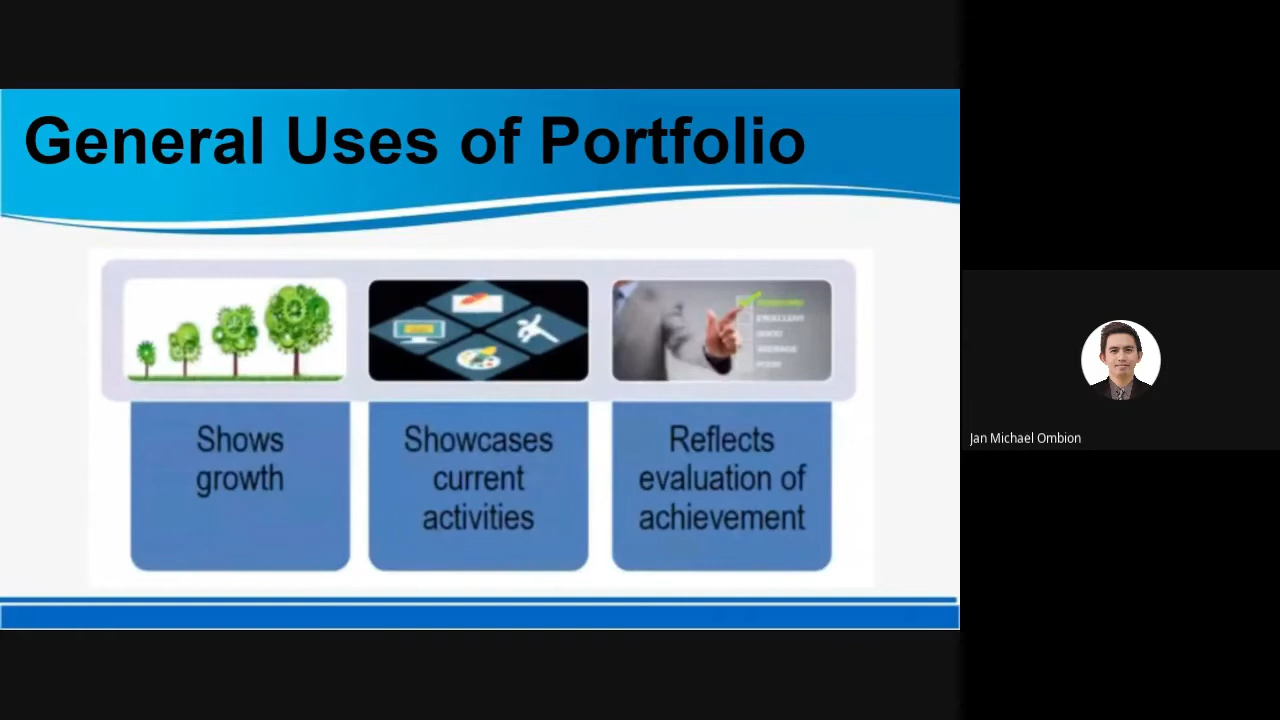 General Uses of Portfolio
Shows
growth
Showcases
current
activities
Reflects
evaluation of
achievement
Jan Michael Ombion